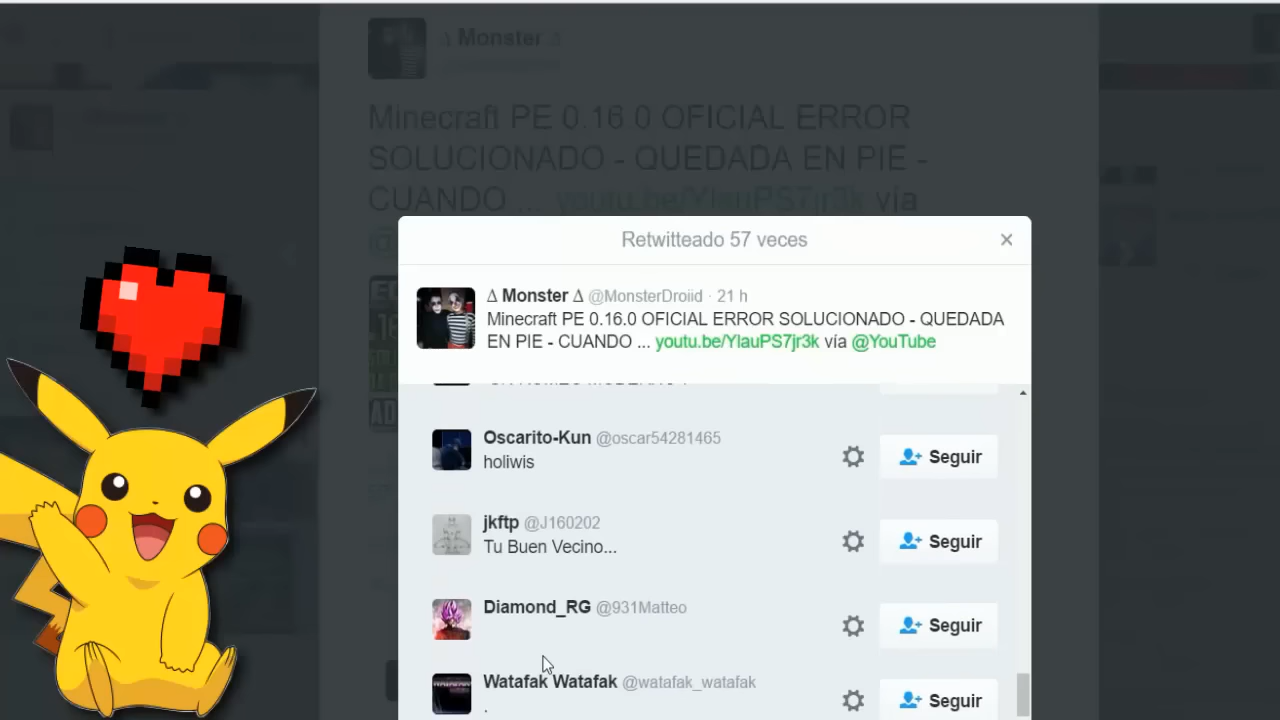 Δ Monster Δ
Minecraft PE 0.16.0 OFICIAL ERROR
SOLUCIONADO - QUEDADA EN PIE -
CUANDO ... youtu.be/YlauPS7jr3k vía
Retwitteado 57 veces
Δ Monster Δ @MonsterDroiid · 21 h
Minecraft PE 0.16.0 OFICIAL ERROR SOLUCIONADO - QUEDADA
EN PIE - CUANDO ... youtu.be/YlauPS7jr3k vía @YouTube
Oscarito-Kun @oscar54281465
holiwis
Seguir
jkftp @J160202
Tu Buen Vecino...
Seguir
Diamond_RG @931Matteo
Seguir
Watafak Watafak @watafak_watafak
.
Seguir